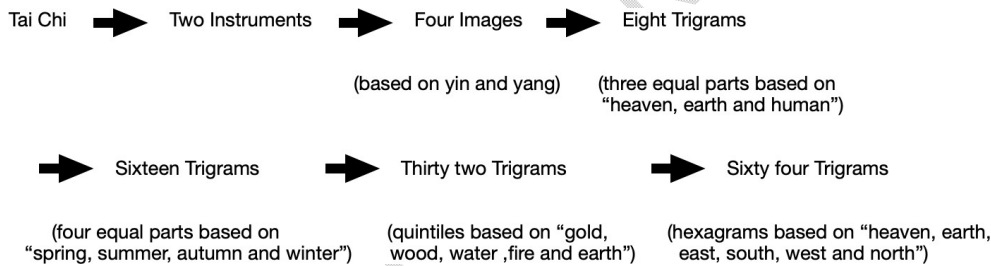 Tai Chi Two Instruments Four Images Eight Trigrams
(based on yin and yang) (three equal parts based on
“heaven, earth and human”)
Sixteen Trigrams Thirty two Trigrams Sixty four Trigrams
(four equal parts based on (quintiles based on “gold, (hexagrams based on “heaven, earth,
“spring, summer, autumn and winter”) wood, water ,fire and earth”) east, south, west and north”)